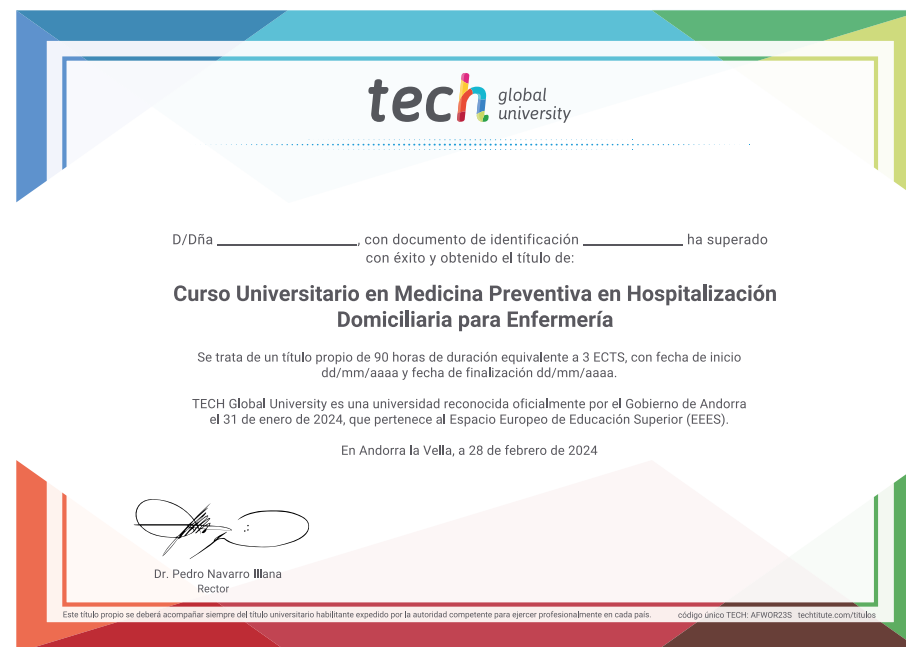 tech global university
D/Dña ____________________, con documento de identificación ______________ ha superado
con éxito y obtenido el título de:
Curso Universitario en Medicina Preventiva en Hospitalización
Domiciliaria para Enfermería
Se trata de un título propio de 90 horas de duración equivalente a 3 ECTS, con fecha de inicio
dd/mm/aaaa y fecha de finalización dd/mm/aaaa.
TECH Global University es una universidad reconocida oficialmente por el Gobierno de Andorra
el 31 de enero de 2024, que pertenece al Espacio Europeo de Educación Superior (EEES).
En Andorra la Vella, a 28 de febrero de 2024
Dr. Pedro Navarro Illana
Rector
Este título propio se deberá acompañar siempre del título universitario habilitante expedido por la autoridad competente para ejercer profesionalmente en cada país. código único TECH: AFWOR23S techtitute.com/titulos